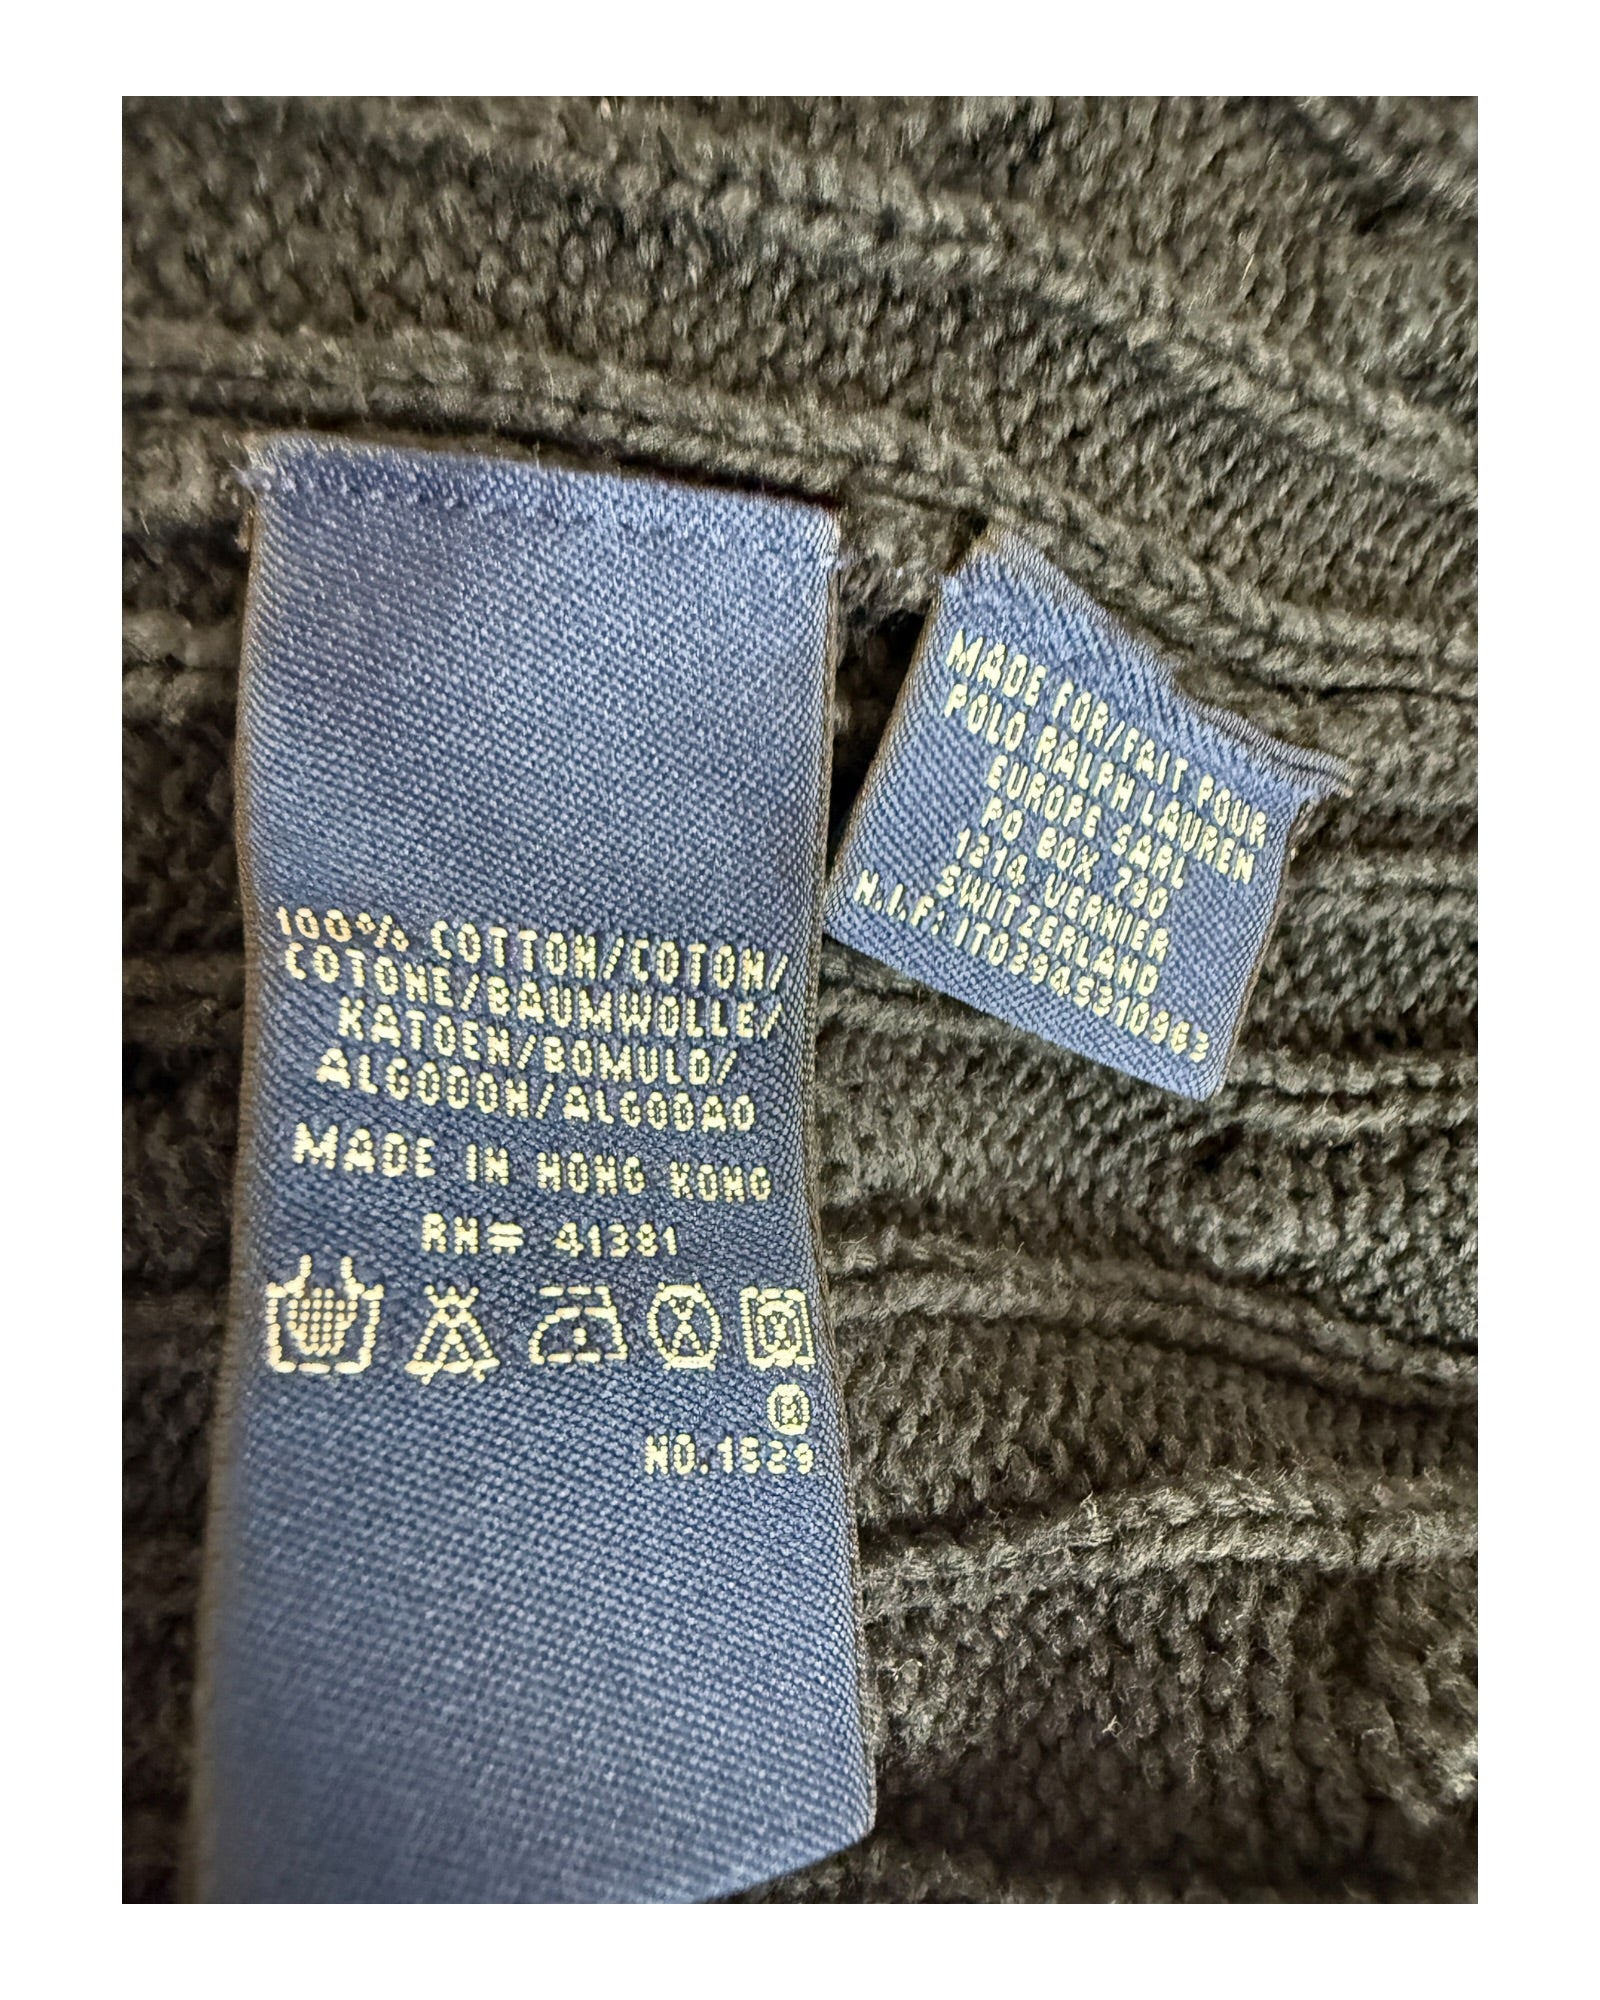 100% COTTON/COTON/
COTONE/BAUMWOLLE/
KATOEN/BOMULD/
ALGODON/ALGODAO
MADE IN HONG KONG
RN= 41381
R
NO.1529
MADE FOR/FAIT POUR
POLO RALPH LAUREN
EUROPE SARL
PO BOX 790
1214 VERNIER
SWITZERLAND
N.I.F: IT03945310963